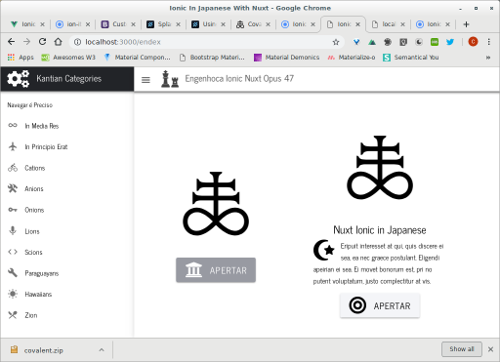 Ionic In Japanese With Nuxt - Google Chrome
Ionic
ion-i
Cust
Spla
Usin
Cova
Ionic
Ionic
local
Ionic
localhost:3000/endex
Apps
Awesomes W3
Material Compon...
Bootstrap Materi...
Material Demonics
Materialize-o
Semantical You
Kantian Categories
Engenhoca Ionic Nuxt Opus 47
Navegar é Preciso
In Media Res
In Principio Erat
Cations
Anions
Onions
Lions
Scions
Paraguayans
Hawaiians
Zion
APERTAR
Nuxt Ionic in Japanese
Eripuit interesset at qui, quis discere ei
sea, ea nec graece postulant. Eligendi
apeirian ei sea. Ei movet bonorum est, pri no
putent voluptatum, justo complectitur at vis.
APERTAR
covalent.zip
Show all